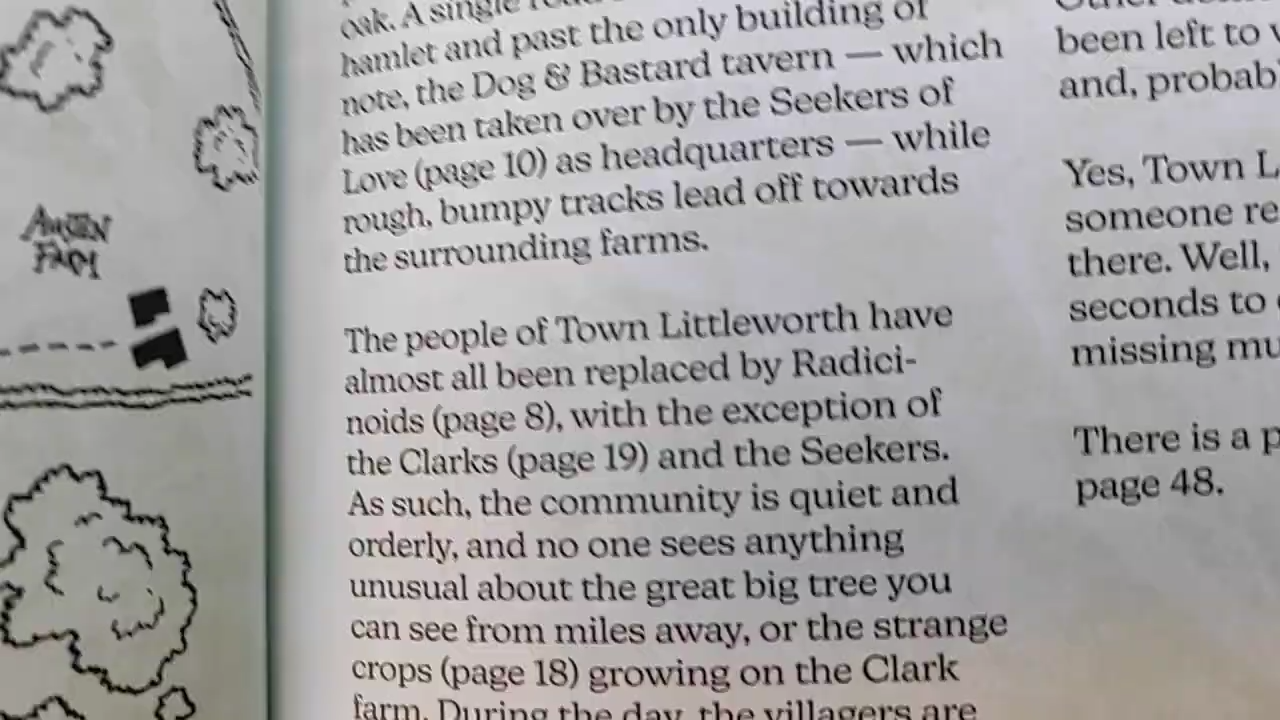 AUSTEN
FARM
oak. A single
hamlet and past the only building of
note, the Dog & Bastard tavern — which
has been taken over by the Seekers of
Love (page 10) as headquarters — while
rough, bumpy tracks lead off towards
the surrounding farms.
The people of Town Littleworth have
almost all been replaced by Radici-
noids (page 8), with the exception of
the Clarks (page 19) and the Seekers.
As such, the community is quiet and
orderly, and no one sees anything
unusual about the great big tree you
can see from miles away, or the strange
crops (page 18) growing on the Clark
farm. During the day, the villagers are
been left to
and, probab
Yes, Town L
someone re
there. Well,
seconds to
missing mu
There is a p
page 48.